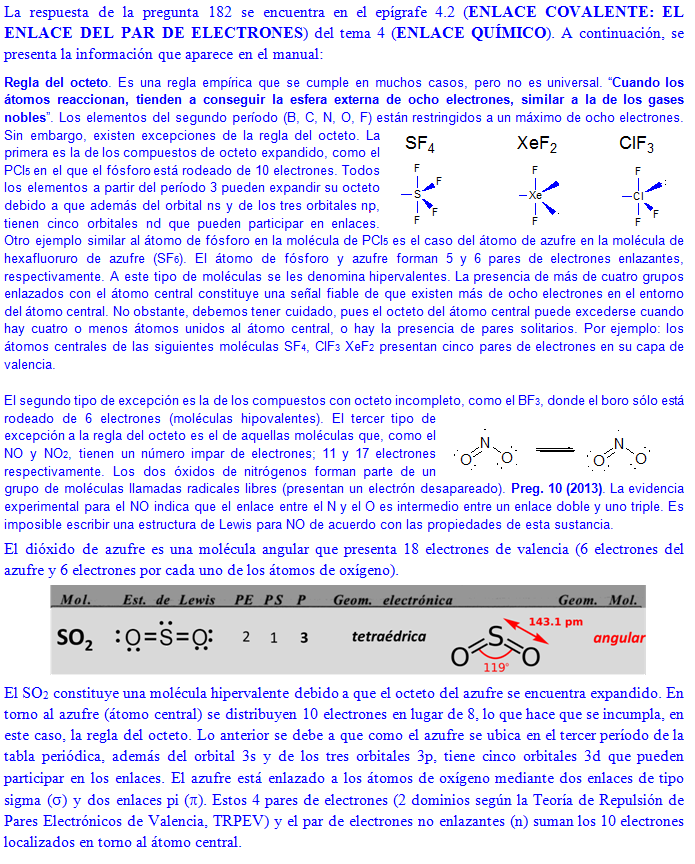 La respuesta de la pregunta 182 se encuentra en el epígrafe 4.2 (ENLACE COVALENTE: EL
ENLACE DEL PAR DE ELECTRONES) del tema 4 (ENLACE QUÍMICO). A continuación, se
presenta la información que aparece en el manual:
Regla del octeto. Es una regla empírica que se cumple en muchos casos, pero no es universal. “Cuando los
átomos reaccionan, tienden a conseguir la esfera externa de ocho electrones, similar a la de los gases
nobles”. Los elementos del segundo período (B, C, N, O, F) están restringidos a un máximo de ocho electrones.
Sin embargo, existen excepciones de la regla del octeto. La
primera es la de los compuestos de octeto expandido, como el
PCl5 en el que el fósforo está rodeado de 10 electrones. Todos
los elementos a partir del período 3 pueden expandir su octeto
debido a que además del orbital ns y de los tres orbitales np,
tienen cinco orbitales nd que pueden participar en enlaces.
SF4 XeF2 ClF3
F F F
S F Xe Cl
F F
F F F
Otro ejemplo similar al átomo de fósforo en la molécula de PCl5 es el caso del átomo de azufre en la molécula de
hexafluoruro de azufre (SF6). El átomo de fósforo y azufre forman 5 y 6 pares de electrones enlazantes,
respectivamente. A este tipo de moléculas se les denomina hipervalentes. La presencia de más de cuatro grupos
enlazados con el átomo central constituye una señal fiable de que existen más de ocho electrones en el entorno
del átomo central. No obstante, debemos tener cuidado, pues el octeto del átomo central puede excederse cuando
hay cuatro o menos átomos unidos al átomo central, o hay la presencia de pares solitarios. Por ejemplo: los
átomos centrales de las siguientes moléculas SF4, ClF3 XeF2 presentan cinco pares de electrones en su capa de
valencia.
El segundo tipo de excepción es la de los compuestos con octeto incompleto, como el BF3, donde el boro sólo está
rodeado de 6 electrones (moléculas hipovalentes). El tercer tipo de
excepción a la regla del octeto es el de aquellas moléculas que, como el
NO y NO2, tienen un número impar de electrones; 11 y 17 electrones
respectivamente. Los dos óxidos de nitrógenos forman parte de un
N N
O O O O
grupo de moléculas llamadas radicales libres (presentan un electrón desapareado). Preg. 10 (2013). La evidencia
experimental para el NO indica que el enlace entre el N y el O es intermedio entre un enlace doble y uno triple. Es
imposible escribir una estructura de Lewis para NO de acuerdo con las propiedades de esta sustancia.
El dióxido de azufre es una molécula angular que presenta 18 electrones de valencia (6 electrones del
azufre y 6 electrones por cada uno de los átomos de oxígeno).
Mol. Est. de Lewis PE PS P Geom. electrónica Geom. Mol.
SO2 :O=S=O: 2 1 3 tetraédrica S O O 143.1 pm 119° angular
El SO2 constituye una molécula hipervalente debido a que el octeto del azufre se encuentra expandido. En
torno al azufre (átomo central) se distribuyen 10 electrones en lugar de 8, lo que hace que se incumpla, en
este caso, la regla del octeto. Lo anterior se debe a que como el azufre se ubica en el tercer período de la
tabla periódica, además del orbital 3s y de los tres orbitales 3p, tiene cinco orbitales 3d que pueden
participar en los enlaces. El azufre está enlazado a los átomos de oxígeno mediante dos enlaces de tipo
sigma (σ) y dos enlaces pi (π). Estos 4 pares de electrones (2 dominios según la Teoría de Repulsión de
Pares Electrónicos de Valencia, TRPEV) y el par de electrones no enlazantes (n) suman los 10 electrones
localizados en torno al átomo central.